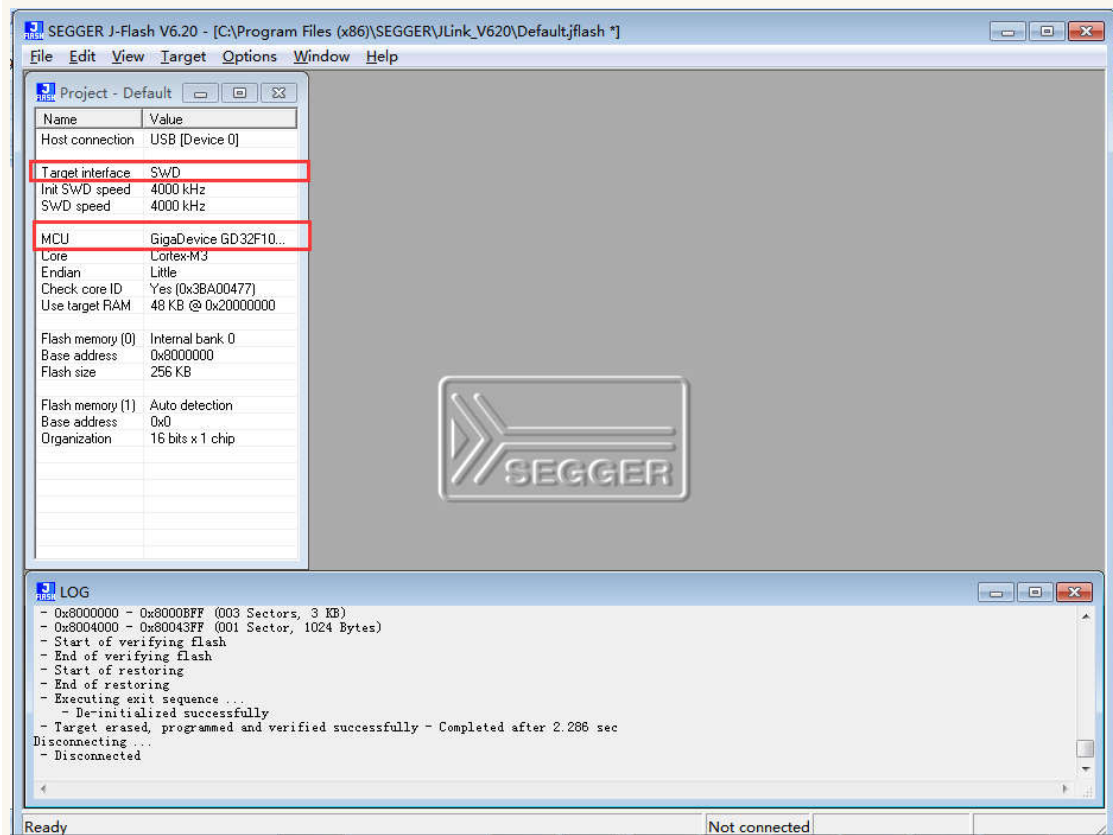 SEGGER J-Flash V6.20 - [C:\Program Files (x86)\SEGGER\JLink_V620\Default.jflash *]
File Edit View Target Options Window Help
Project - Default
Name Value
Host connection USB [Device 0]
Target interface SWD
Init SWD speed 4000 kHz
SWD speed 4000 kHz
MCU GigaDevice GD32F10...
Core Cortex-M3
Endian Little
Check core ID Yes (0x3BA00477)
Use target RAM 48 KB @ 0x20000000
Flash memory (0) Internal bank 0
Base address 0x8000000
Flash size 256 KB
Flash memory (1) Auto detection
Base address 0x0
Organization 16 bits x 1 chip
SEGGER
LOG
- 0x8000000 - 0x8000BFF (003 Sectors, 3 KB)
- 0x8004000 - 0x80043FF (001 Sector, 1024 Bytes)
- Start of verifying flash
- End of verifying flash
- Start of restoring
- End of restoring
- Executing exit sequence ...
- De-initialized successfully
- Target erased, programmed and verified successfully - Completed after 2.286 sec
Disconnecting ...
- Disconnected
Ready Not connected